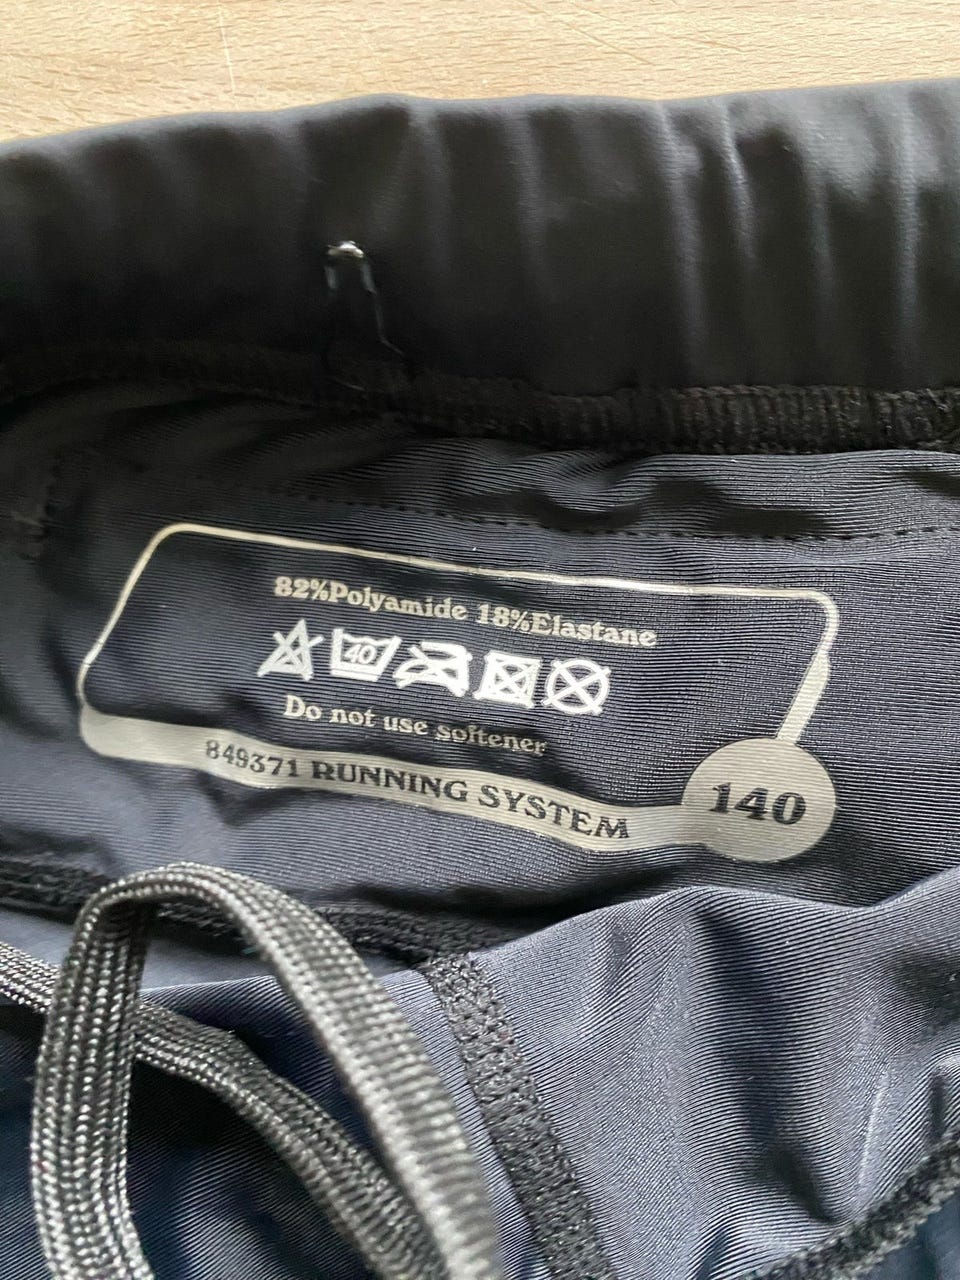 82%Polyamide 18%Elastane
40
Do not use softener
849371 RUNNING SYSTEM
140